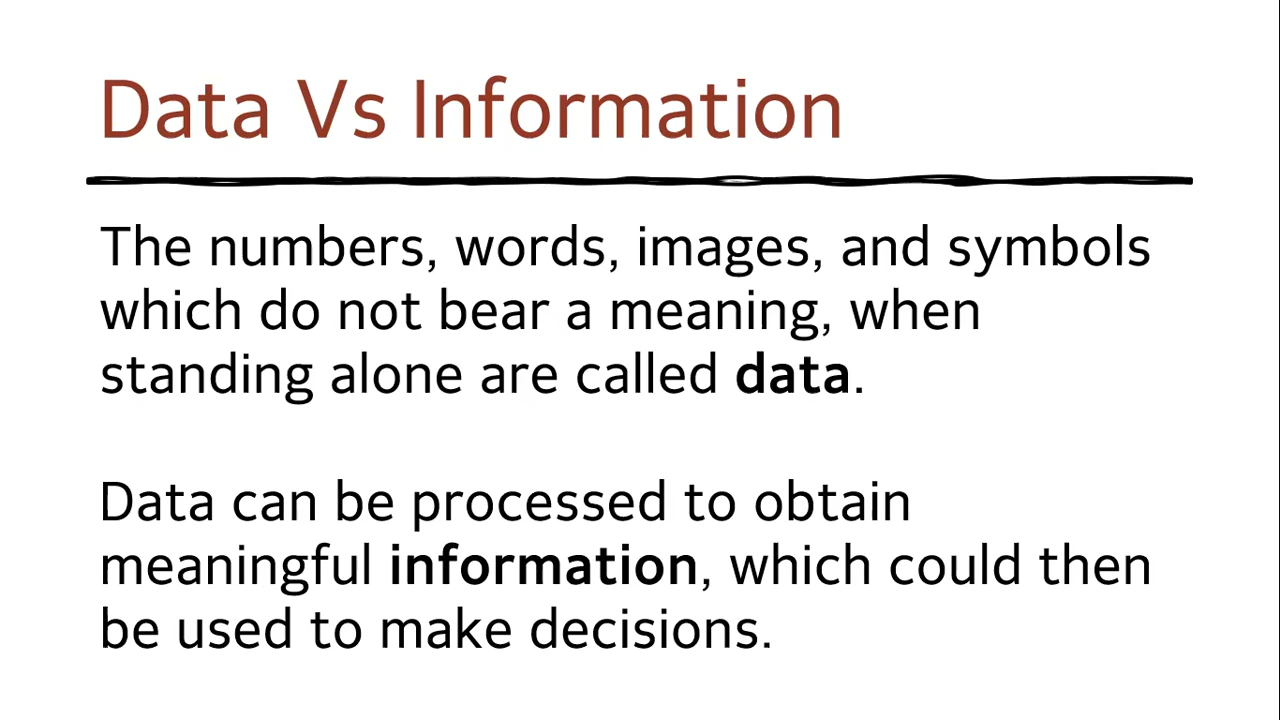 Data Vs Information
The numbers, words, images, and symbols
which do not bear a meaning, when
standing alone are called data.
Data can be processed to obtain
meaningful information, which could then
be used to make decisions.